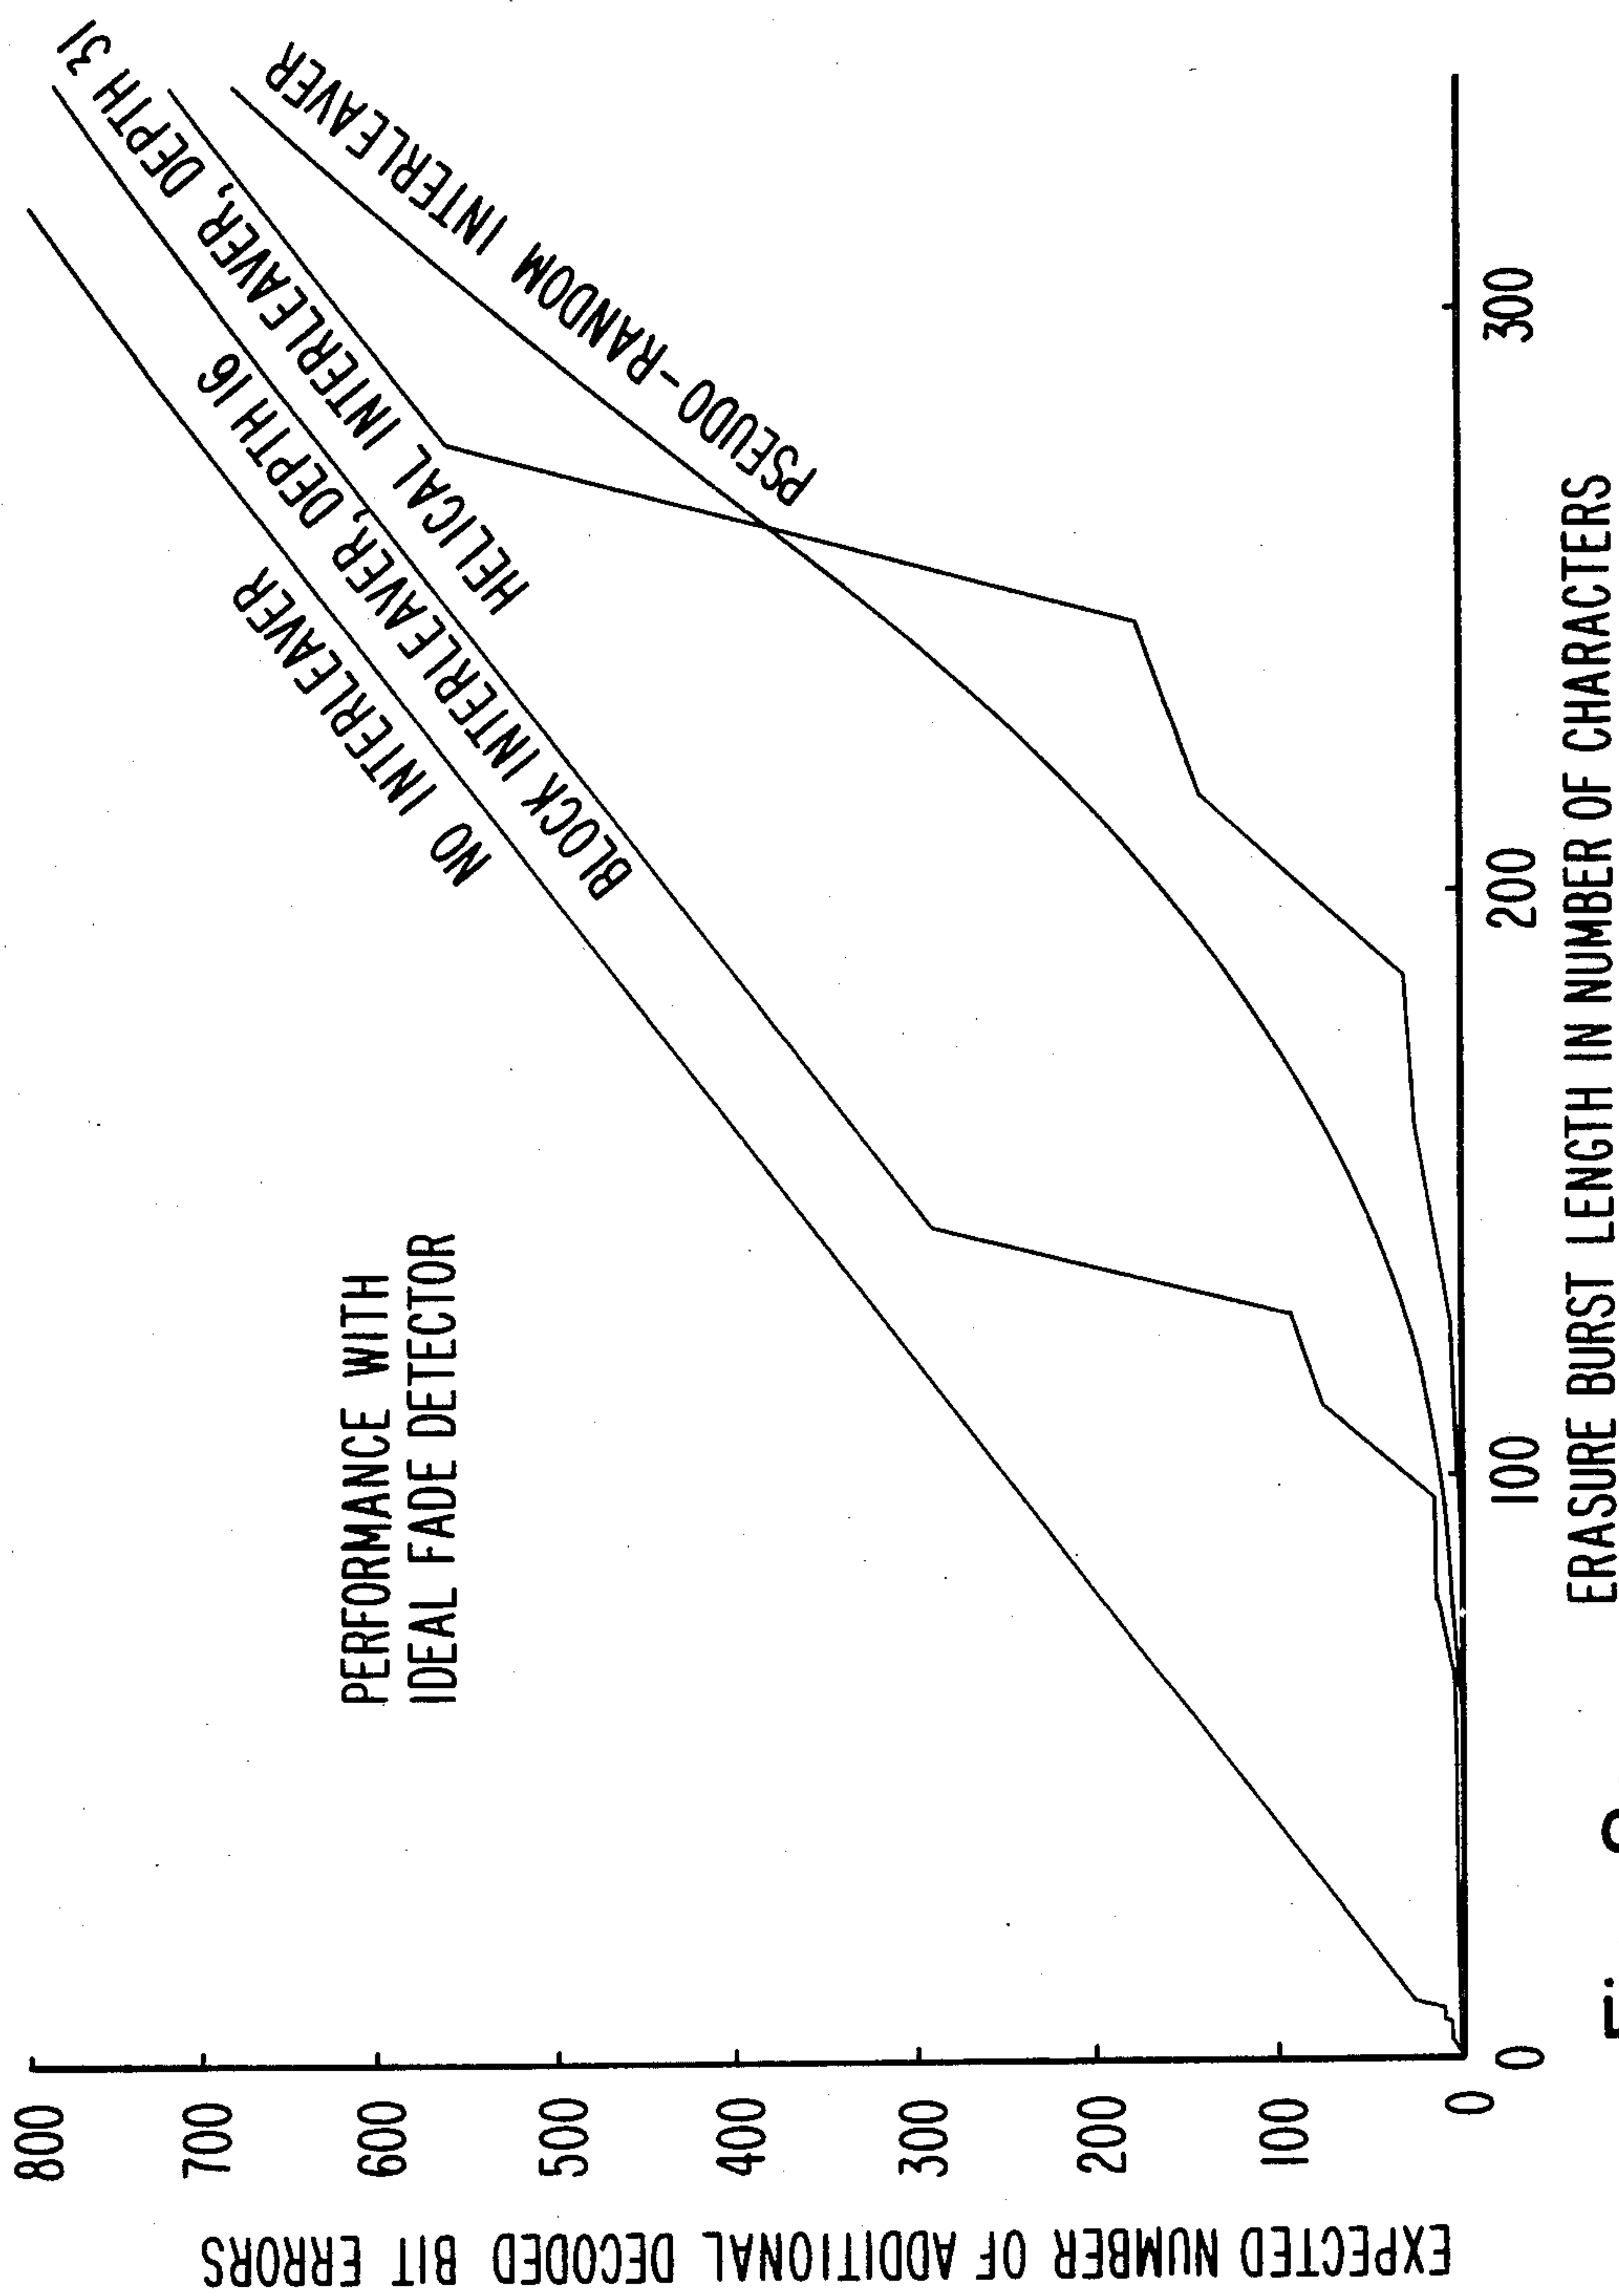 EXPECTED NUMBER OF ADDITIONAL DECODED BIT ERRORS
800
700
600
500
400
300
200
100
0
PERFORMANCE WITH
IDEAL FADE DETECTOR
NO INTERLEAVER
BLOCK INTERLEAVER, DEPTH 16
HELICAL INTERLEAVER, DEPTH 31
PSEUDO-RANDOM INTERLEAVER
0
100
200
300
ERASURE BURST LENGTH IN NUMBER OF CHARACTERS